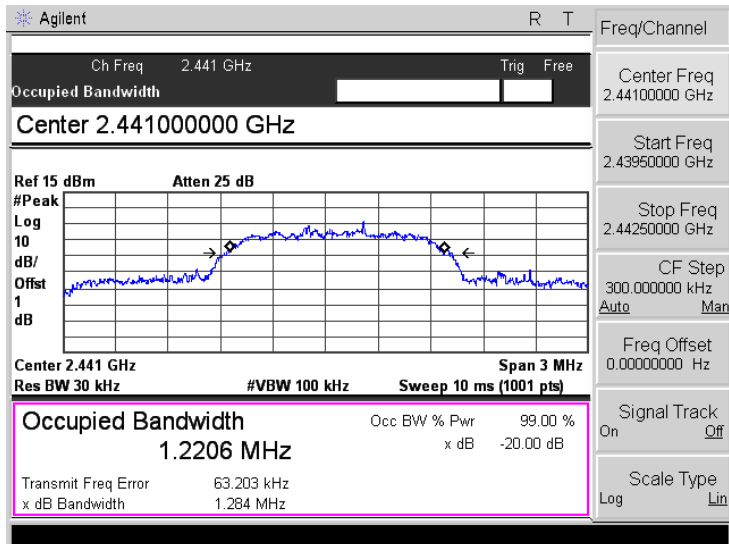 Agilent R T
Freq/Channel
Ch Freq 2.441 GHz Trig Free
Occupied Bandwidth
Center 2.441000000 GHz
Ref 15 dBm Atten 25 dB
#Peak
Log
10
dB/
Offst
1
dB
Center 2.441 GHz Span 3 MHz
Res BW 30 kHz #VBW 100 kHz Sweep 10 ms (1001 pts)
Occupied Bandwidth Occ BW % Pwr 99.00 %
1.2206 MHz x dB -20.00 dB
Transmit Freq Error 63.203 kHz
x dB Bandwidth 1.284 MHz
Center Freq
2.44100000 GHz
Start Freq
2.43950000 GHz
Stop Freq
2.44250000 GHz
CF Step
300.000000 kHz
Auto Man
Freq Offset
0.00000000 Hz
Signal Track
On Off
Scale Type
Log Lin